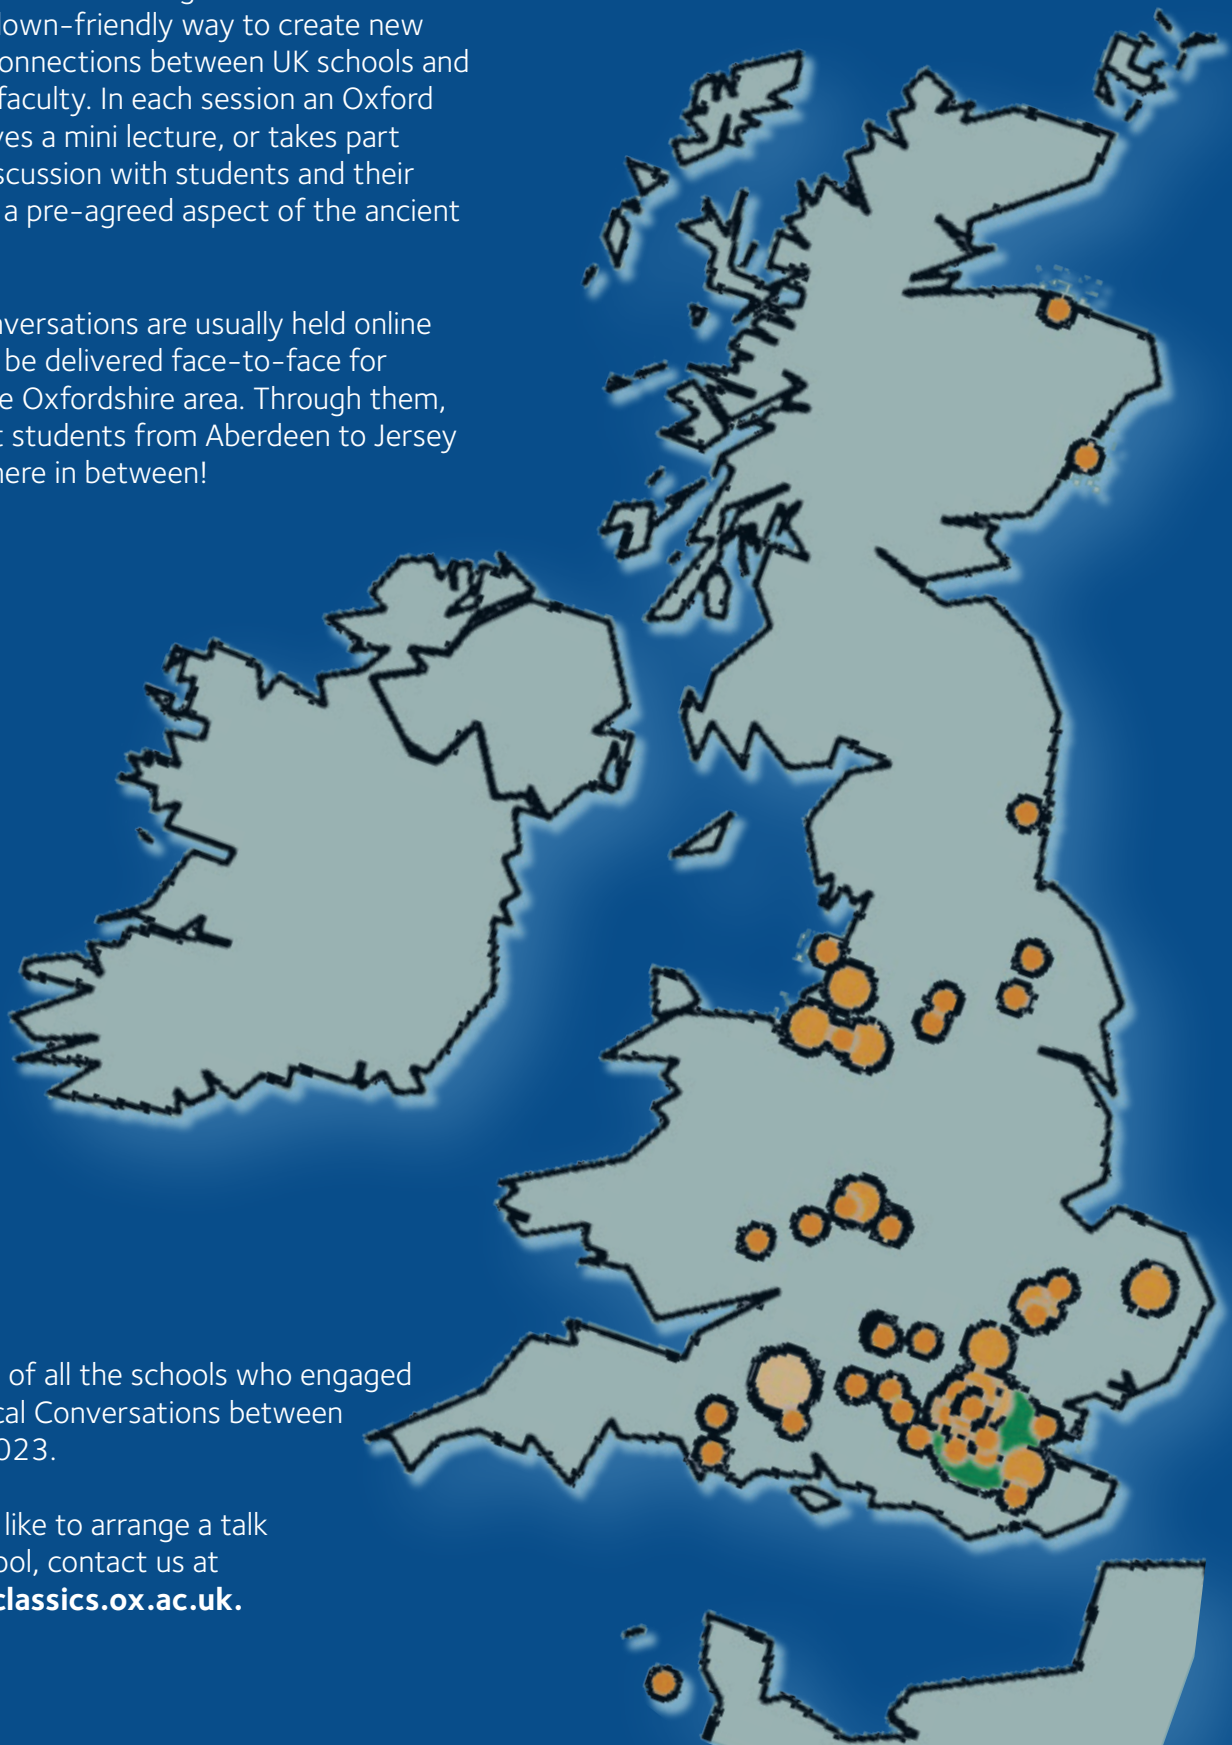 down-friendly way to create new
onnections between UK schools and
faculty. In each session an Oxford
ves a mini lecture, or takes part
scussion with students and their
a pre-agreed aspect of the ancient
nversations are usually held online
be delivered face-to-face for
e Oxfordshire area. Through them,
t students from Aberdeen to Jersey
here in between!
of all the schools who engaged
cal Conversations between
023.
like to arrange a talk
ool, contact us at
classics.ox.ac.uk.